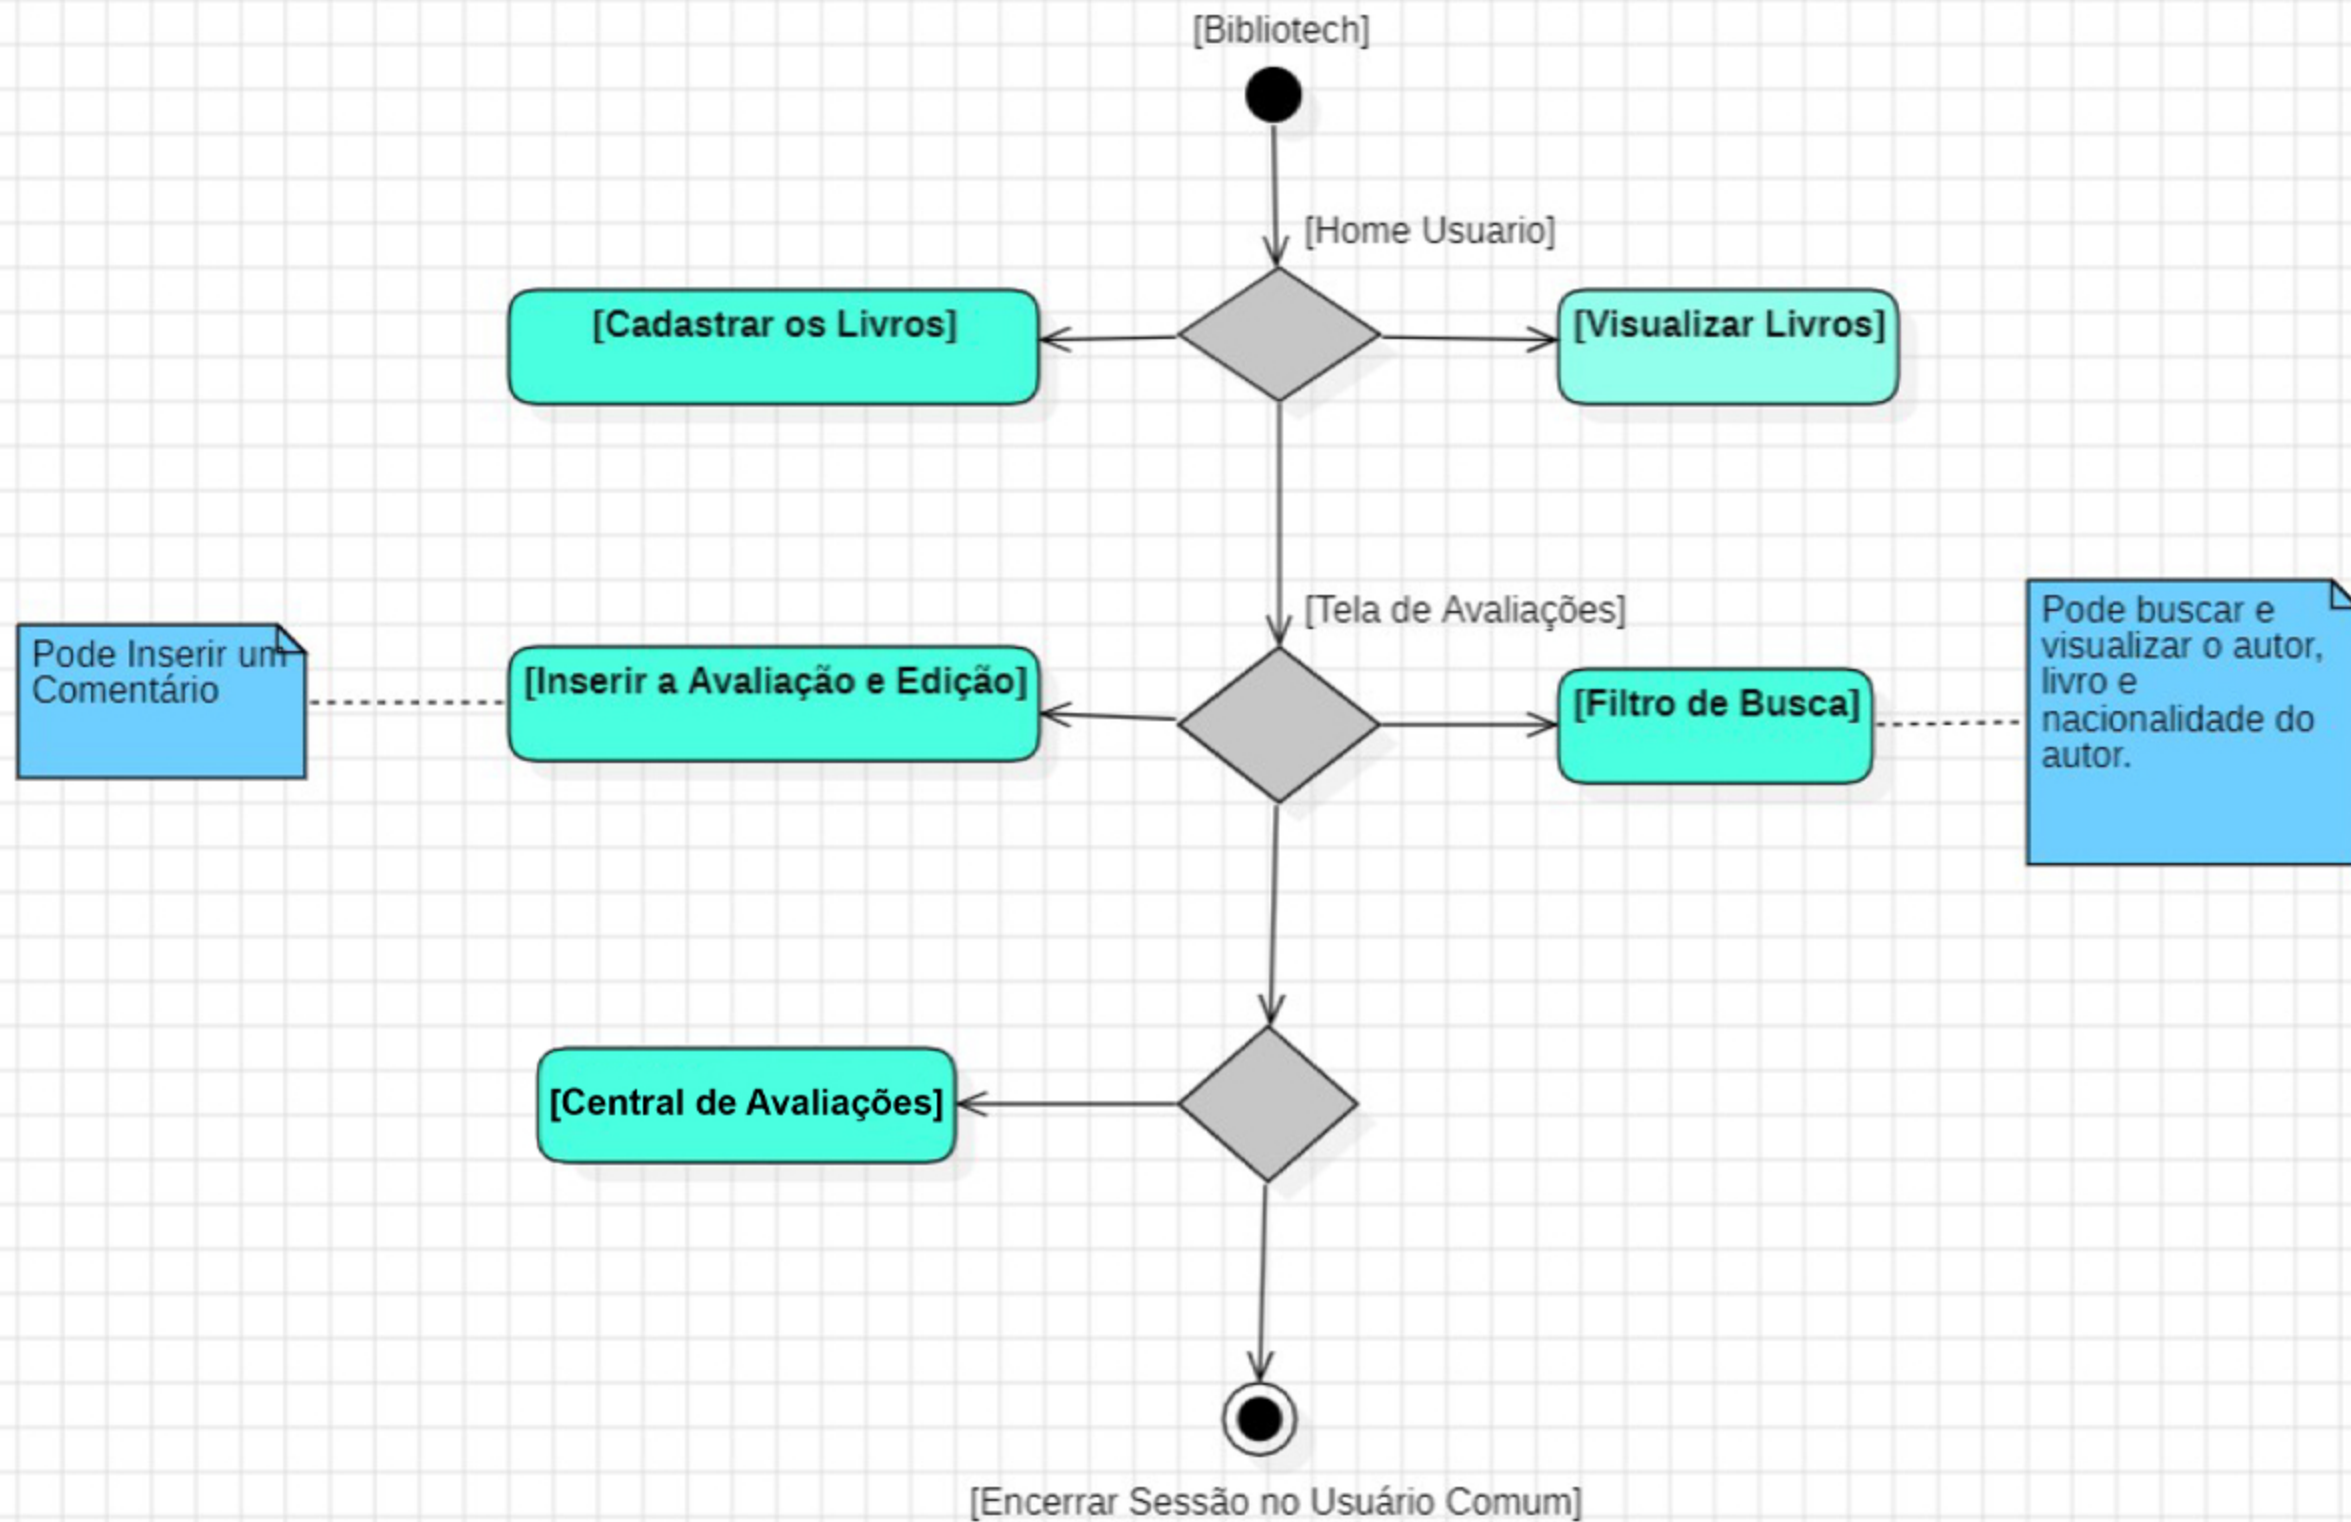 [Bibliotech]
[Home Usuario]
[Cadastrar os Livros]
[Visualizar Livros]
[Tela de Avaliações]
Pode Inserir um
Comentário
[Inserir a Avaliação e Edição]
[Filtro de Busca]
Pode buscar e
visualizar o autor,
livro e
nacionalidade do
autor.
[Central de Avaliações]
[Encerrar Sessão no Usuário Comum]